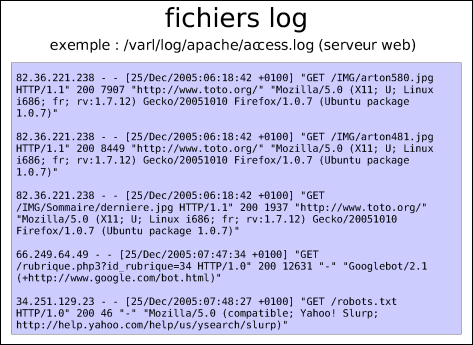 fichiers log
exemple : /varl/log/apache/access.log (serveur web)
82.36.221.238 - - [25/Dec/2005:06:18:42 +0100] "GET /IMG/arton580.jpg
HTTP/1.1" 200 7907 "http://www.toto.org/" "Mozilla/5.0 (X11; U; Linux
i686; fr; rv:1.7.12) Gecko/20051010 Firefox/1.0.7 (Ubuntu package
1.0.7)"
82.36.221.238 - - [25/Dec/2005:06:18:42 +0100] "GET /IMG/arton481.jpg
HTTP/1.1" 200 8449 "http://www.toto.org/" "Mozilla/5.0 (X11; U; Linux
i686; fr; rv:1.7.12) Gecko/20051010 Firefox/1.0.7 (Ubuntu package
1.0.7)"
82.36.221.238 - - [25/Dec/2005:06:18:42 +0100] "GET
/IMG/Sommaire/derniere.jpg HTTP/1.1" 200 1937 "http://www.toto.org/"
"Mozilla/5.0 (X11; U; Linux i686; fr; rv:1.7.12) Gecko/20051010
Firefox/1.0.7 (Ubuntu package 1.0.7)"
66.249.64.49 - - [25/Dec/2005:07:47:34 +0100] "GET
/rubrique.php3?id_rubrique=34 HTTP/1.0" 200 12631 "-" "Googlebot/2.1
(+http://www.google.com/bot.html)"
34.251.129.23 - - [25/Dec/2005:07:48:27 +0100] "GET /robots.txt
HTTP/1.0" 200 46 "-" "Mozilla/5.0 (compatible; Yahoo! Slurp;
http://help.yahoo.com/help/us/ysearch/slurp)"